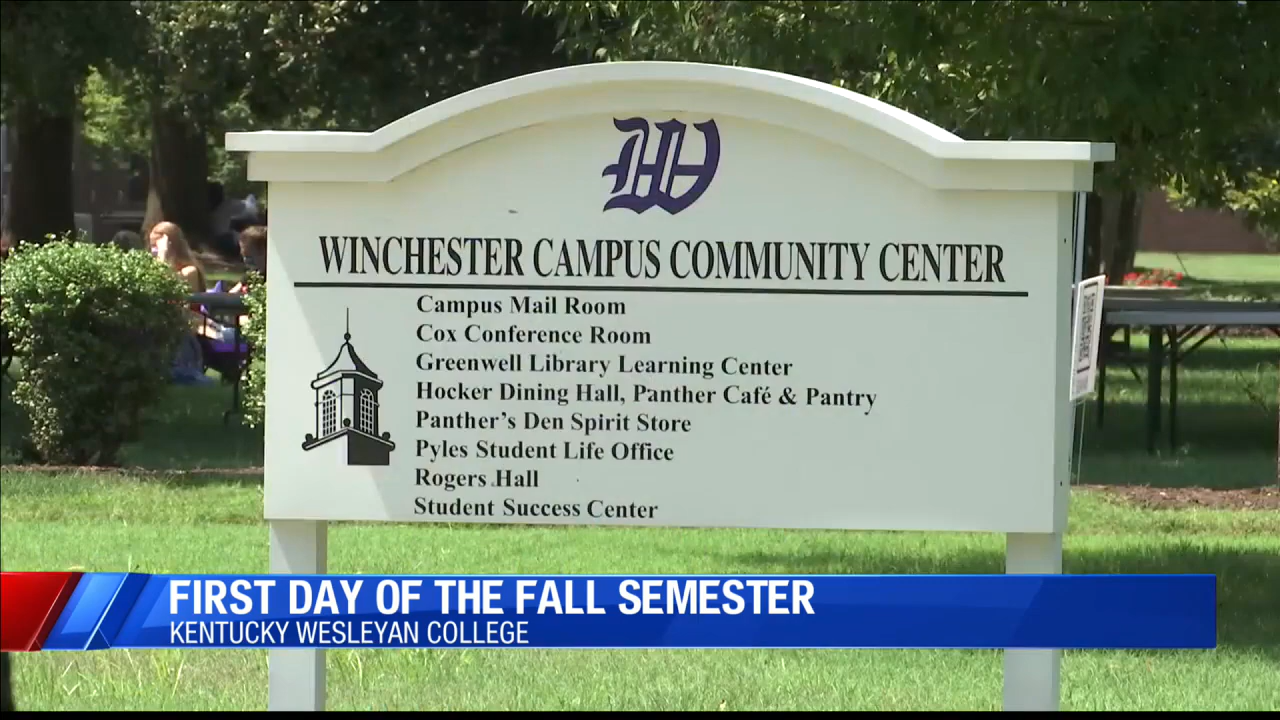 W
WINCHESTER CAMPUS COMMUNITY CENTER
Campus Mail Room
Cox Conference Room
Greenwell Library Learning Center
Hocker Dining Hall, Panther Café & Pantry
Panther's Den Spirit Store
Pyles Student Life Office
Rogers Hall
Student Success Center
FIRST DAY OF THE FALL SEMESTER
KENTUCKY WESLEYAN COLLEGE